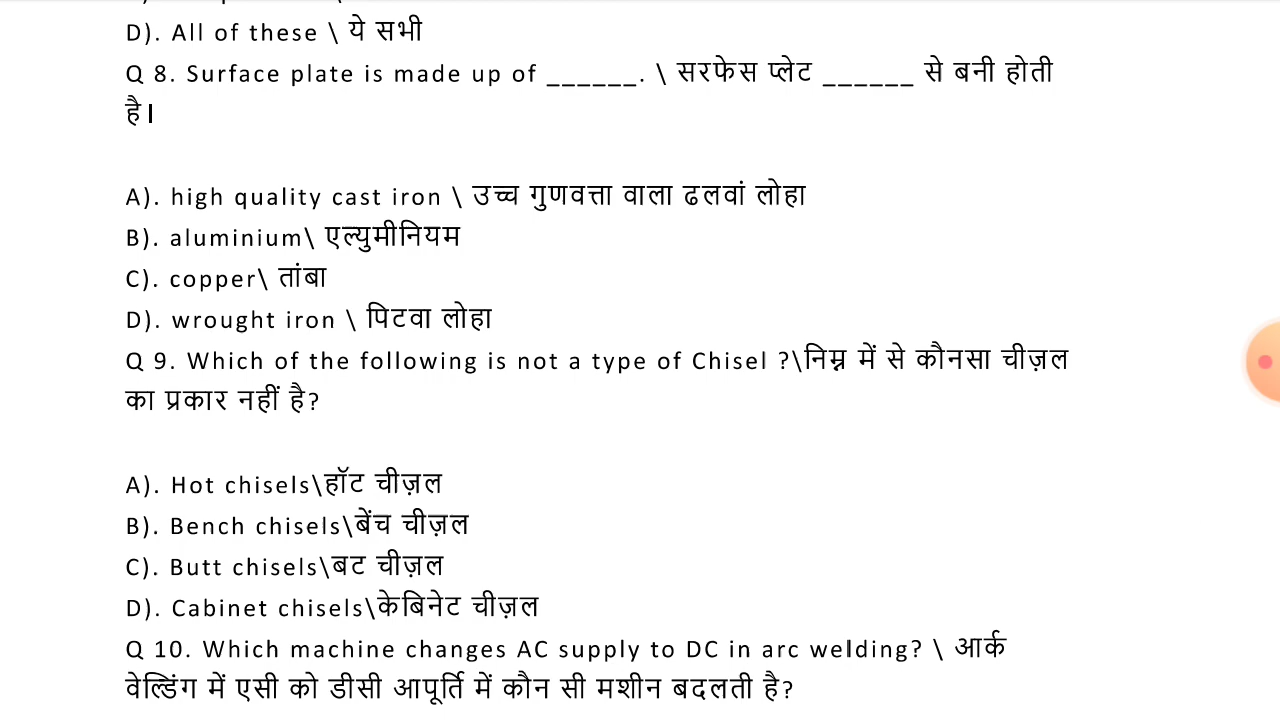 D). All of these \ ये सभी
Q 8. Surface plate is made up of ______. \ सरफेस प्लेट ______ से बनी होती
है।
A). high quality cast iron \ उच्च गुणवत्ता वाला ढलवां लोहा
B). aluminium\ एल्युमीनियम
C). copper\ तांबा
D). wrought iron \ पिटवा लोहा
Q 9. Which of the following is not a type of Chisel ?\निम्न में से कौनसा चीज़ल
का प्रकार नहीं है?
A). Hot chisels\हॉट चीज़ल
B). Bench chisels\बेंच चीज़ल
C). Butt chisels\बट चीज़ल
D). Cabinet chisels\केबिनेट चीज़ल
Q 10. Which machine changes AC supply to DC in arc welding? \ आर्क
वेल्डिंग में एसी को डीसी आपूर्ति में कौन सी मशीन बदलती है?